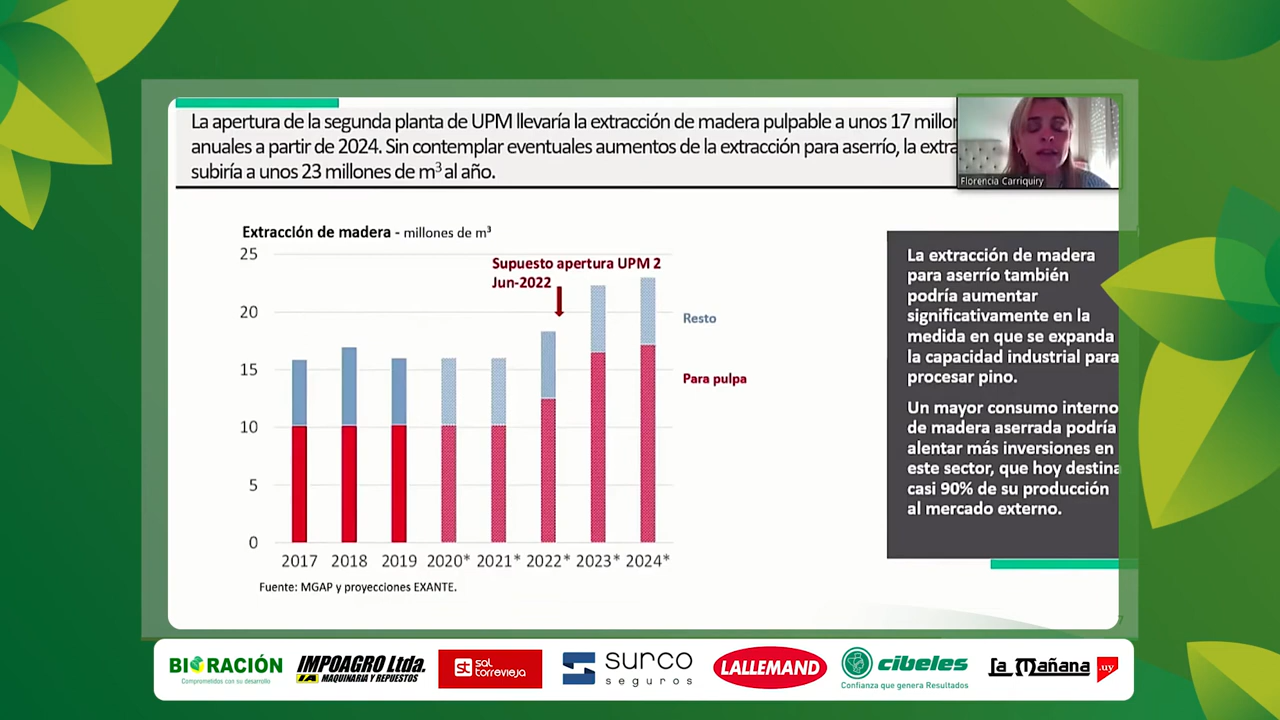 La apertura de la segunda planta de UPM llevaría la extracción de madera pulpable a unos 17
anuales a partir de 2024. Sin contemplar eventuales aumentos de la extracción para aserrío, la
subiría a unos 23 millones de m³ al año.
Florencia Carriquiry
Extracción de madera - millones de m³
25
20
15
10
5
0
Supuesto apertura UPM 2
Jun-2022
Resto
Para pulpa
2017 2018 2019 2020* 2021* 2022* 2023* 2024*
Fuente: MGAP y proyecciones EXANTE.
La extracción de madera
para aserrío también
podría aumentar
significativamente en la
medida en que se expanda
la capacidad industrial para
procesar pino.
Un mayor consumo interno
de madera aserrada podría
alentar más inversiones en
este sector, que hoy destina
casi 90% de su producción
al mercado externo.
7
BIORACIÓN
Comprometidos con su desarrollo
IMPOAGRO Ltda.
MAQUINARIA Y REPUESTOS
st sal torrevieja
surco
seguros
LALLEMAND
cibeles
Confianza que genera Resultados
la mañana .uy